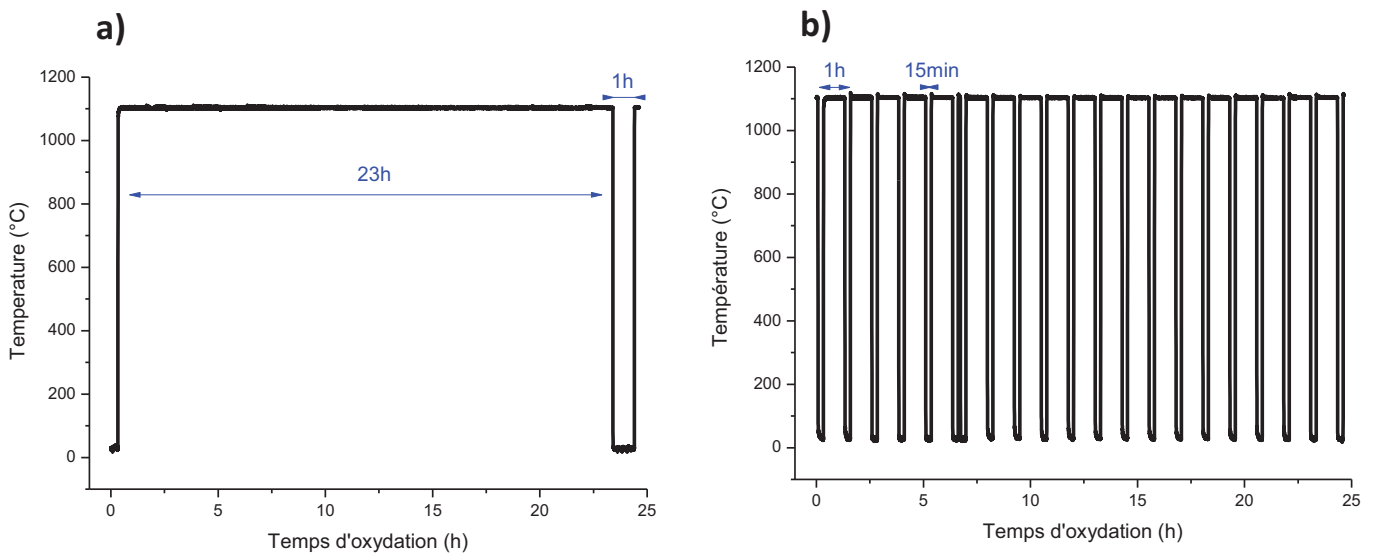 a)
1h
23h
1200
1000
800
600
400
200
0
Temperature (°C)
0 5 10 15 20 25
Temps d'oxydation (h)
b)
1h 15min
1200
1000
800
600
400
200
0
Température (°C)
0 5 10 15 20 25
Temps d'oxydation (h)